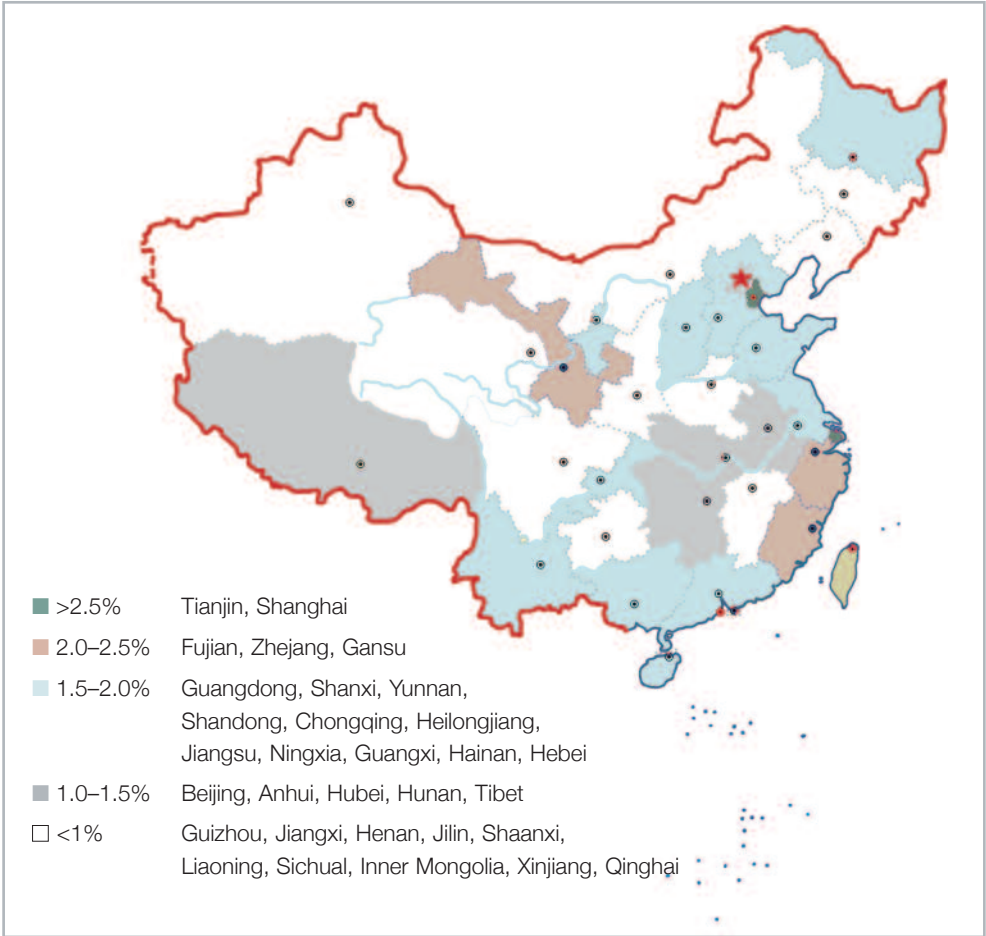 >2.5% Tianjin, Shanghai
2.0–2.5% Fujian, Zhejang, Gansu
1.5–2.0% Guangdong, Shanxi, Yunnan,
Shandong, Chongqing, Heilongjiang,
Jiangsu, Ningxia, Guangxi, Hainan, Hebei
1.0–1.5% Beijing, Anhui, Hubei, Hunan, Tibet
<1% Guizhou, Jiangxi, Henan, Jilin, Shaanxi,
Liaoning, Sichual, Inner Mongolia, Xinjiang, Qinghai